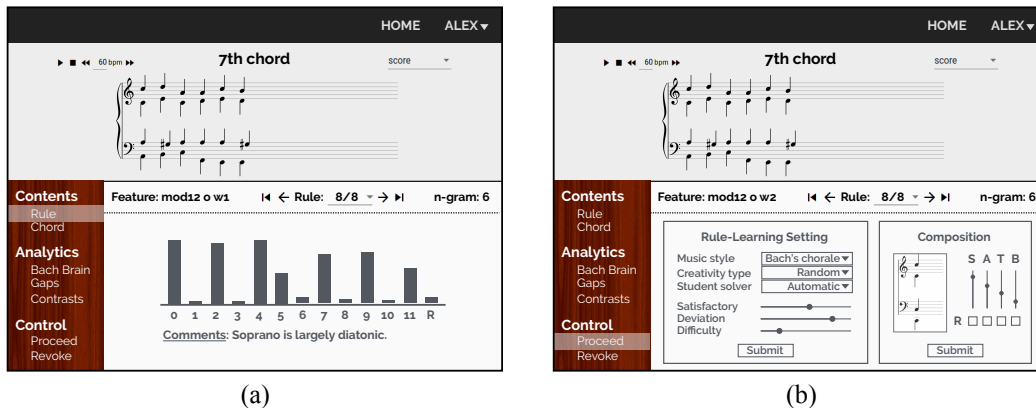 HOME ALEX
60 bpm 7th chord score
Contents
Rule
Chord
Analytics
Bach Brain
Gaps
Contrasts
Control
Proceed
Revoke
Feature: mod12 o w1 Rule: 8/8 n-gram: 6
0 1 2 3 4 5 6 7 8 9 10 11 R
Comments: Soprano is largely diatonic.
(a)
HOME ALEX
60 bpm 7th chord score
Contents
Rule
Chord
Analytics
Bach Brain
Gaps
Contrasts
Control
Proceed
Revoke
Feature: mod12 o w2 Rule: 8/8 n-gram: 6
Rule-Learning Setting
Music style Bach's chorale
Creativity type Random
Student solver Automatic
Satisfactory
Deviation
Difficulty
Submit
Composition
S A T B
R
Submit
(b)